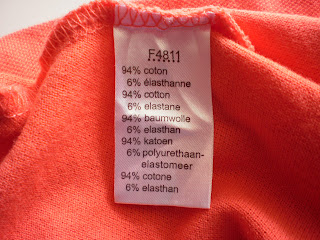 F.4811
94% coton
6% élasthanne
94% cotton
6% elastane
94% baumwolle
6% elasthan
94% katoen
6% polyurethaan-
elastomeer
94% cotone
6% elasthan